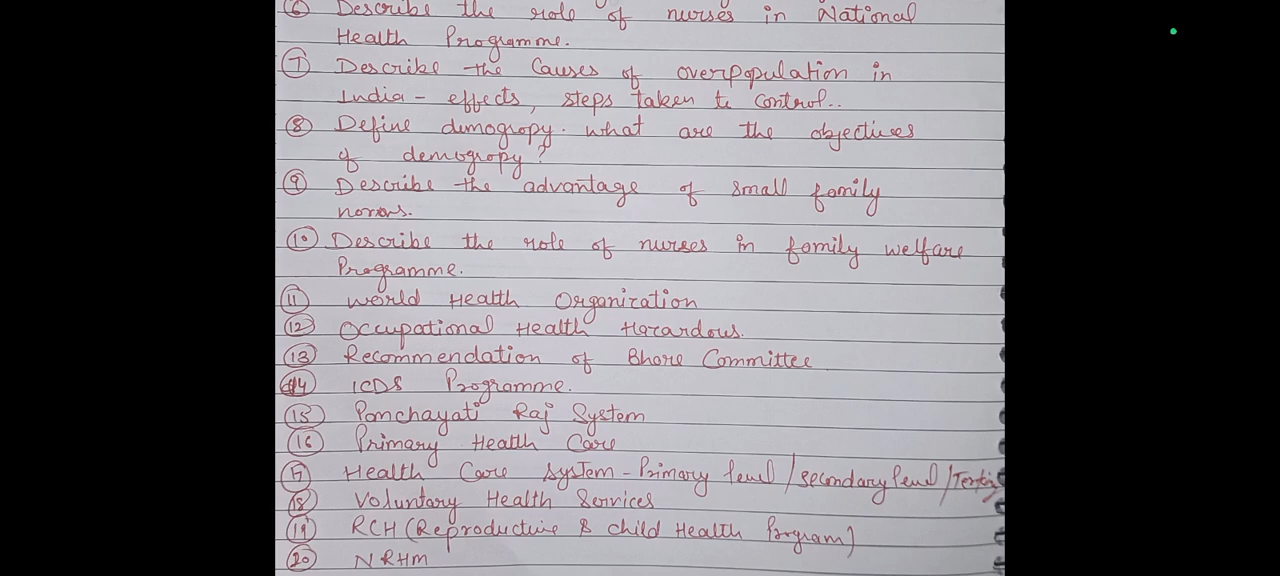 ⑥ Describe the role of nurses in National
Health Programme.
⑦ Describe the Causes of overpopulation in
India - effects, steps taken to control..
⑧ Define dumogropy. what are the objectives
of demogropy?
⑨ Describe the advantage of small family
norms.
⑩ Describe the role of nurses in family welfare
Programme.
⑪ World Health Organization
⑫ Occupational Health Hazardous.
⑬ Recommendation of Bhore Committee
⑭ ICDS Programme.
⑮ Panchayati Raj System
⑯ Primary Health Care
⑰ Health Care System - Primary level / secondary level /
⑱ Voluntary Health Services
⑲ RCH (Reproductive & child Health Program)
⑳ NRHM